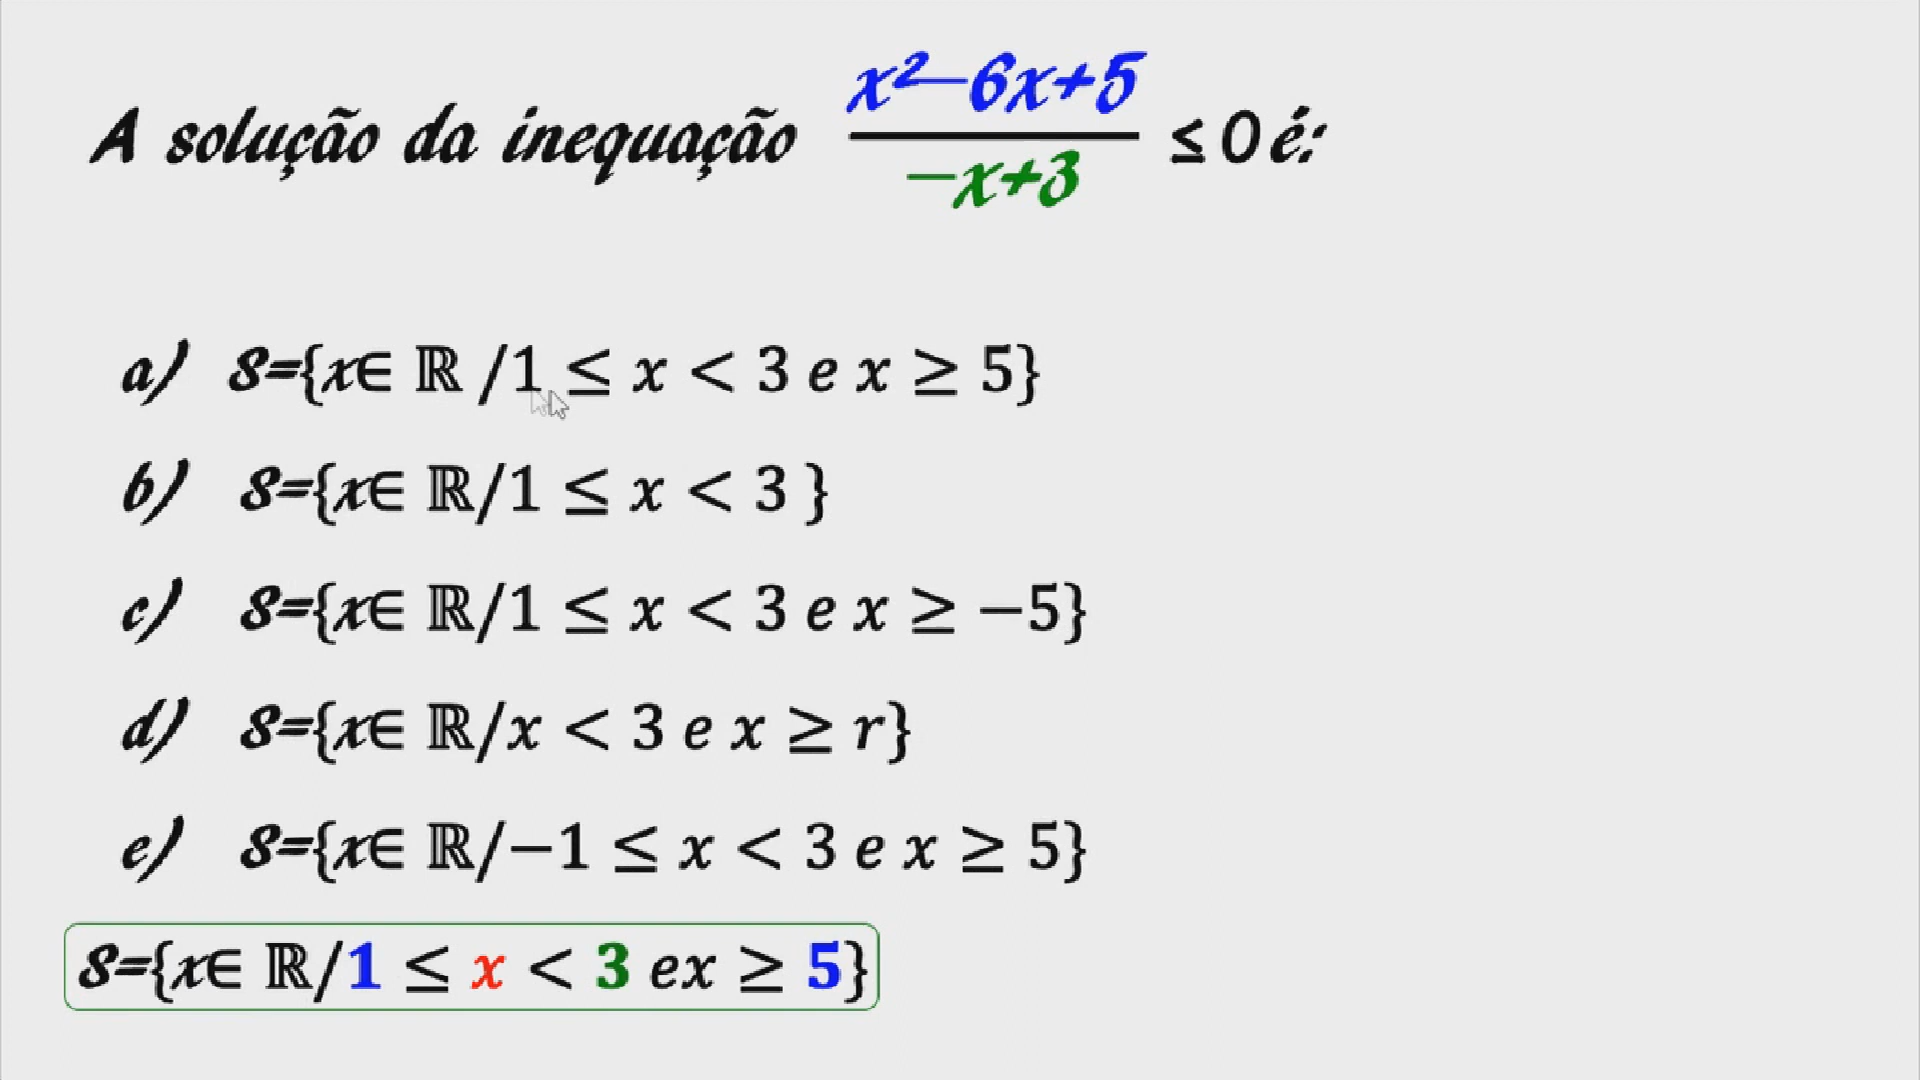 A solução da inequação x²-6x+5 / -x+3 ≤ 0 é:
a) S={x∈ ℝ /1 ≤ x < 3 e x ≥ 5}
b) S={x∈ ℝ/1 ≤ x < 3 }
c) S={x∈ ℝ/1 ≤ x < 3 e x ≥ −5}
d) S={x∈ ℝ/x < 3 e x ≥ r}
e) S={x∈ ℝ/−1 ≤ x < 3 e x ≥ 5}
S={x∈ ℝ/1 ≤ x < 3 ex ≥ 5}